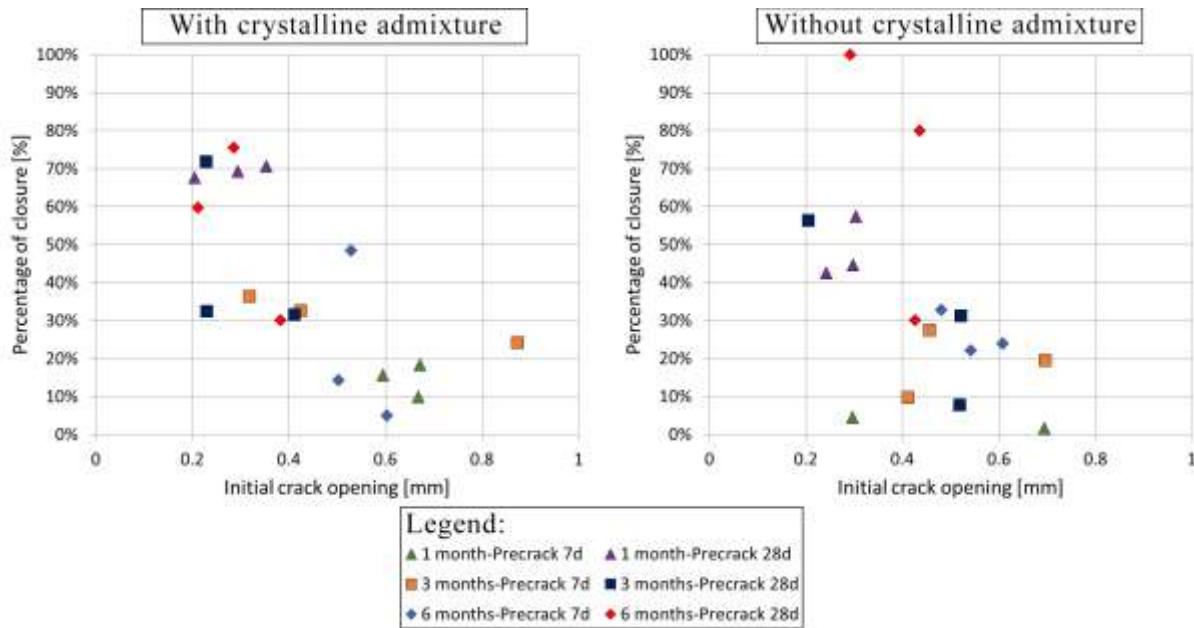 With crystalline admixture
100%
90%
80%
70%
60%
50%
40%
30%
20%
10%
0%
Percentage of closure [%]
0 0.2 0.4 0.6 0.8 1
Initial crack opening [mm]
Without crystalline admixture
100%
90%
80%
70%
60%
50%
40%
30%
20%
10%
0%
Percentage of closure [%]
0 0.2 0.4 0.6 0.8 1
Initial crack opening [mm]
Legend:
1 month-Precrack 7d 1 month-Precrack 28d
3 months-Precrack 7d 3 months-Precrack 28d
6 months-Precrack 7d 6 months-Precrack 28d